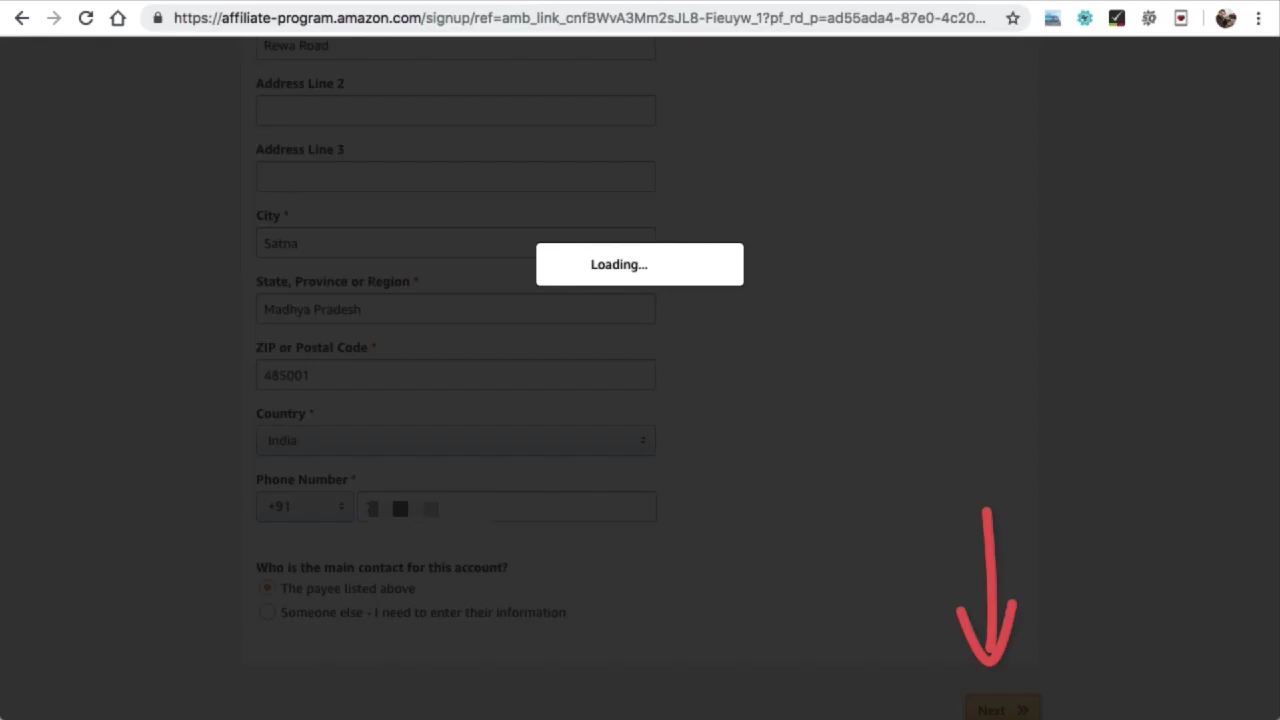 https://affiliate-program.amazon.com/signup/ref=amb_link_cnfBWvA3Mm2sJL8-Fieuyw_1?pf_rd_p=ad55ada4-87e0-4c20...
Rewa Road
Address Line 2
Address Line 3
City *
Satna
Loading...
State, Province or Region *
Madhya Pradesh
ZIP or Postal Code *
485001
Country *
India
Phone Number *
+91
Who is the main contact for this account?
The payee listed above
Someone else - I need to enter their information
Next »